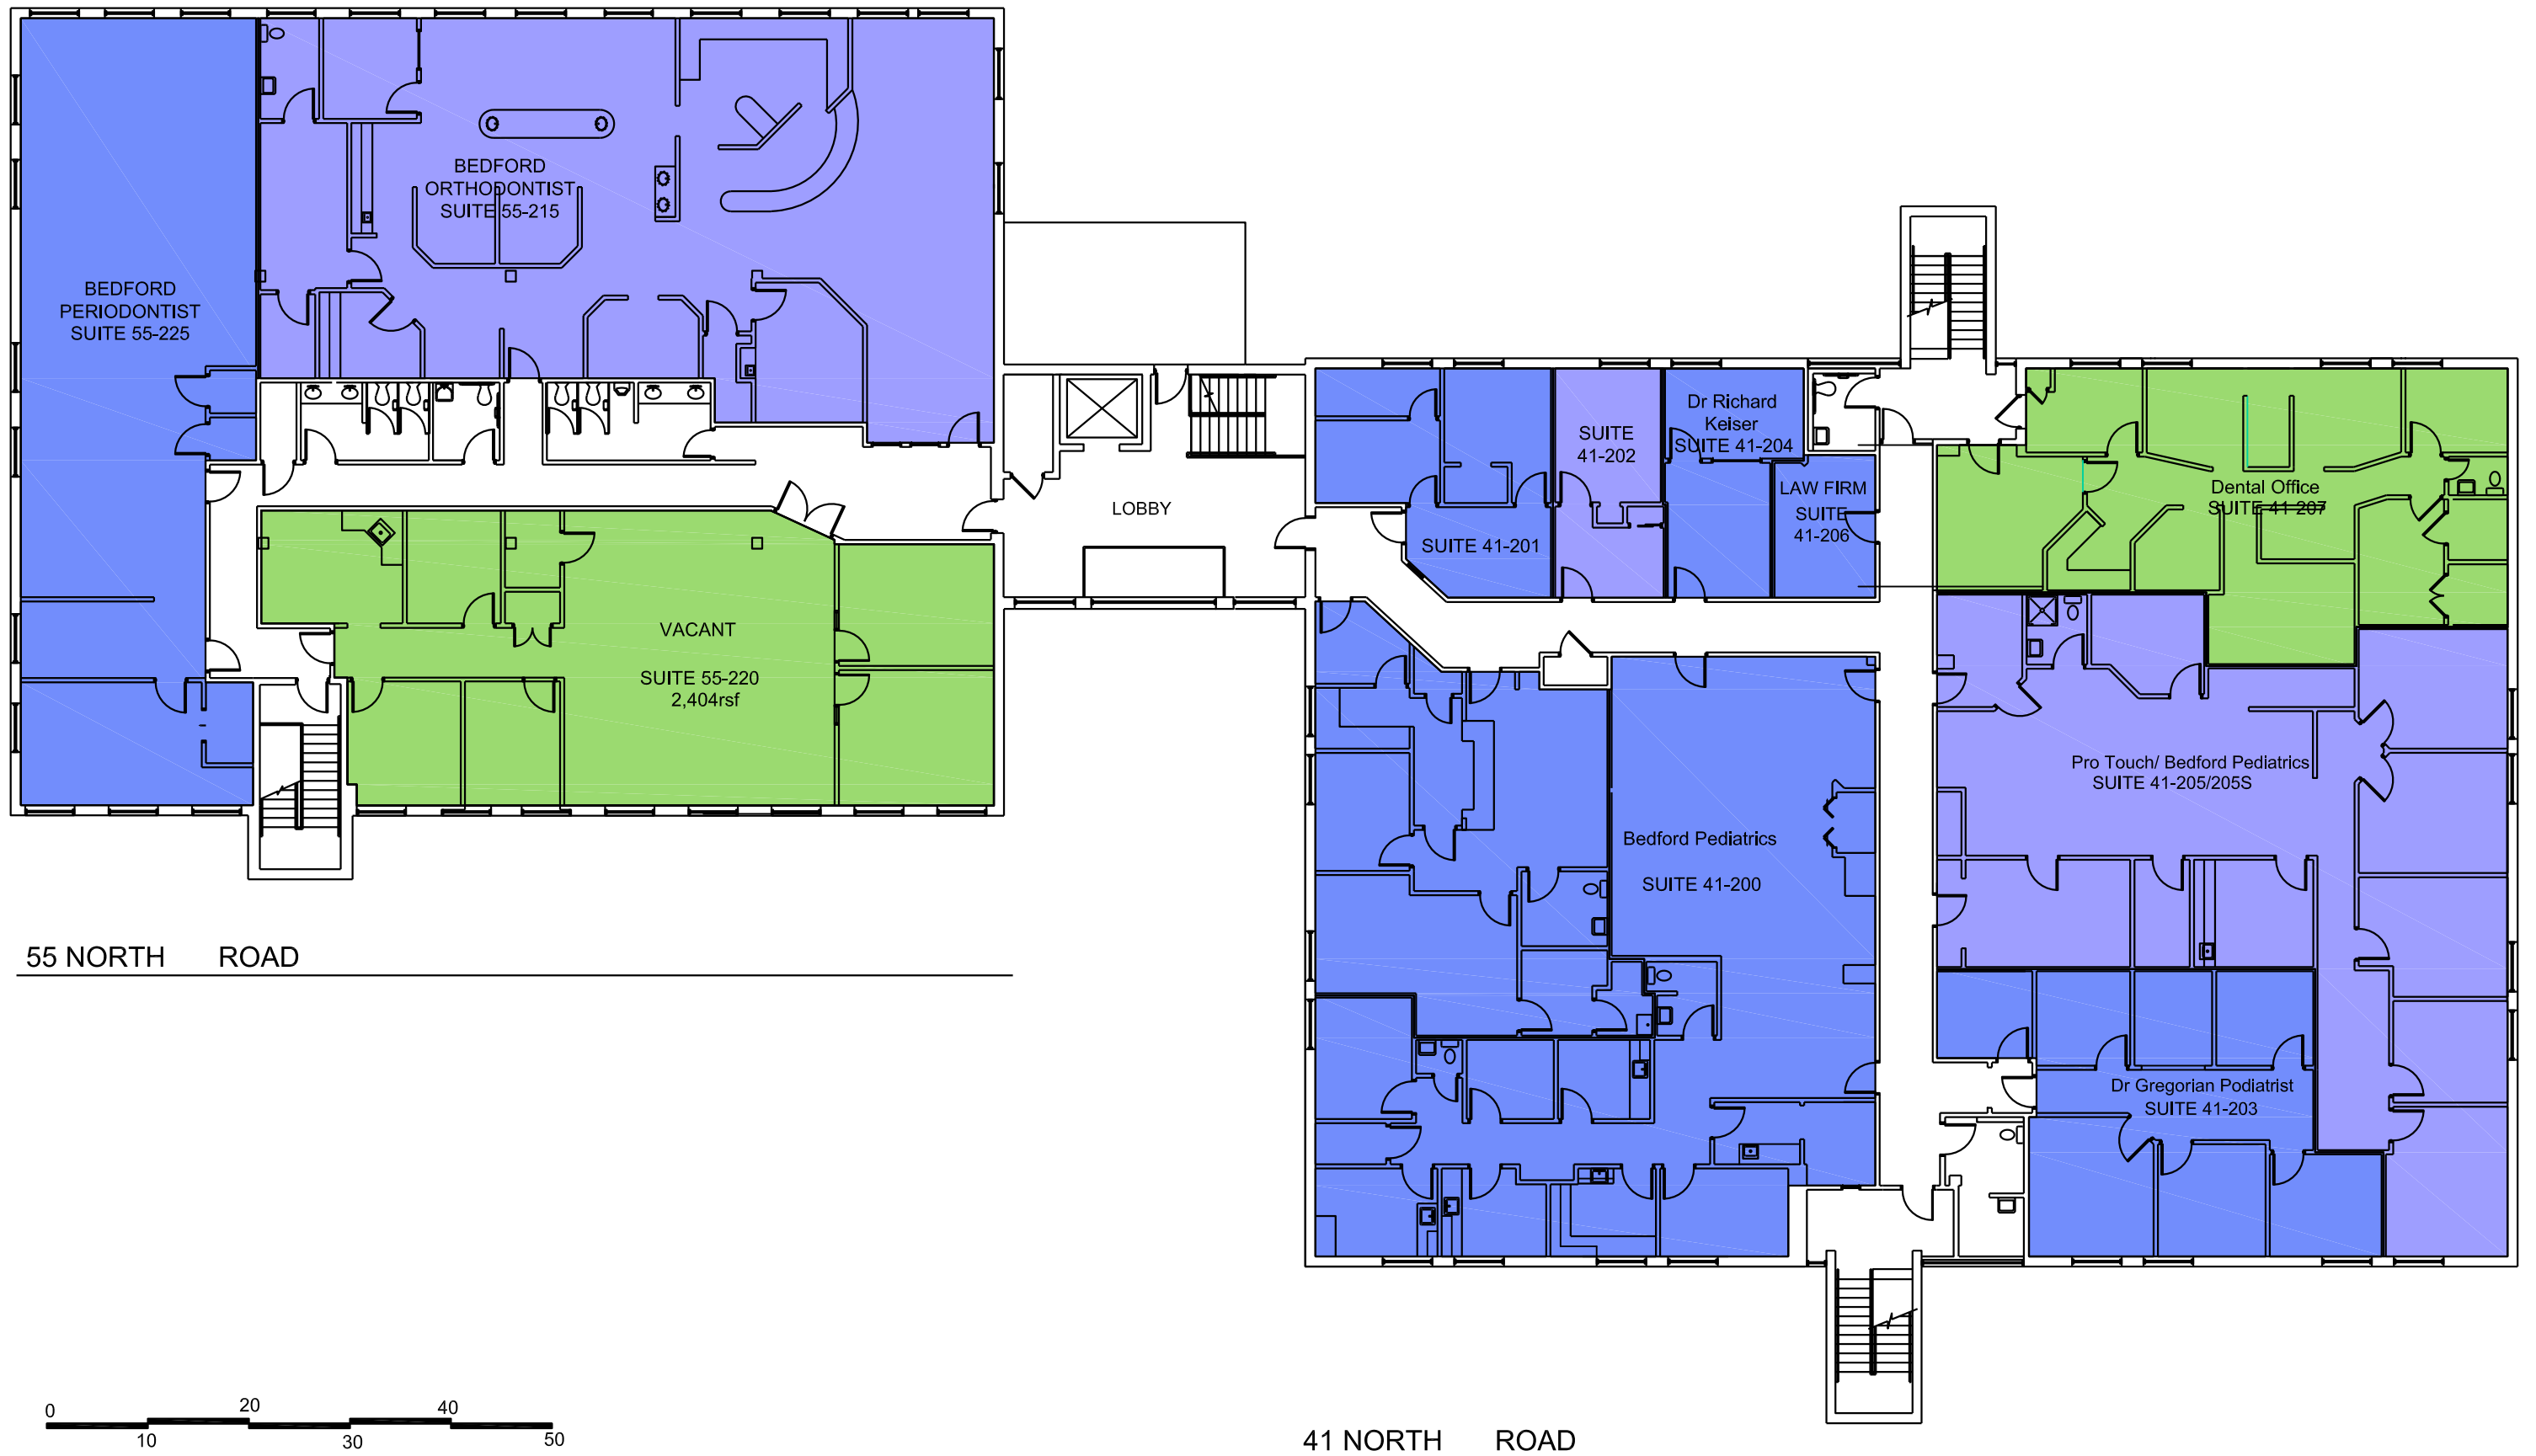 BEDFORD
PERIODONTIST
SUITE 55-225
BEDFORD
ORTHODONTIST
SUITE 55-215
VACANT
SUITE 55-220
2,404rsf
LOBBY
SUITE 41-201
SUITE
41-202
Dr Richard
Keiser
SUITE 41-204
LAW FIRM
SUITE
41-206
Dental Office
SUITE 41-207
Pro Touch/ Bedford Pediatrics
SUITE 41-205/205S
Bedford Pediatrics
SUITE 41-200
Dr Gregorian Podiatrist
SUITE 41-203
55 NORTH ROAD
0 20 40
10 30 50
41 NORTH ROAD